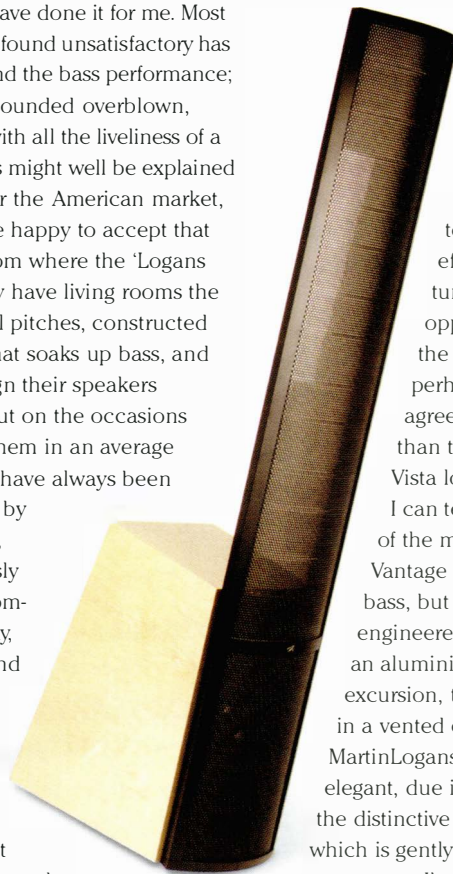 ave done it for me. Most
found unsatisfactory has
nd the bass performance;
ounded overblown,
with all the liveliness of a
s might well be explained
r the American market,
e happy to accept that
om where the ‘Logans
y have living rooms the
l pitches, constructed
hat soaks up bass, and
gn their speakers
ut on the occasions
hem in an average
have always been
by
sly
om-
y,
nd
t
to
ef
tur
opp
the
perh
agree
than t
Vista lo
I can te
of the m
Vantage
bass, but
engineere
an alumini
excursion, t
in a vented c
MartinLogans
elegant, due i
the distinctive
which is gently